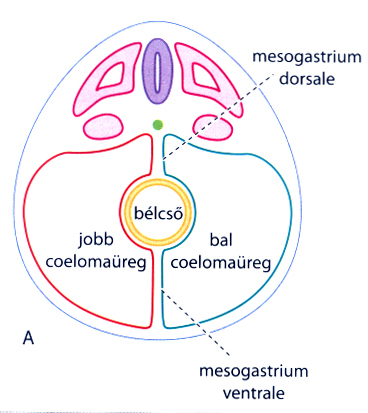 mesogastrium
dorsale
bélcső
jobb
coelomaüreg
bal
coelomaüreg
A
mesogastrium
ventrale